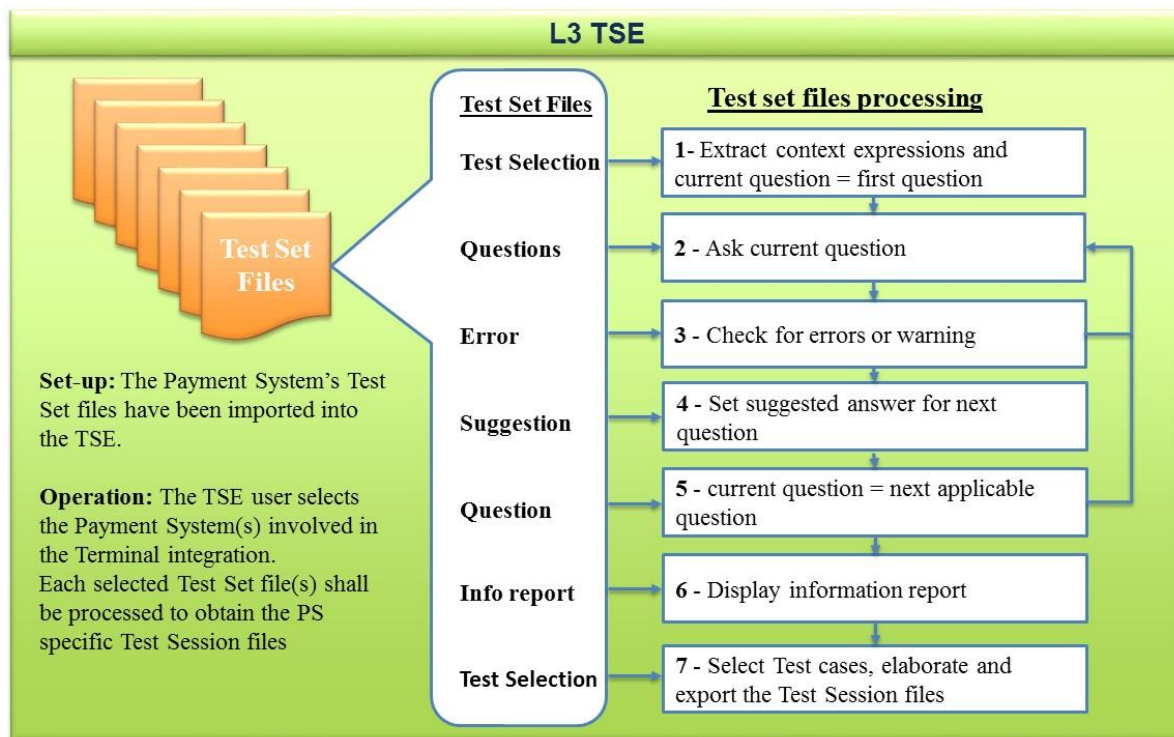 L3 TSE
Test Set
Files
Set-up: The Payment System's Test
Set files have been imported into
the TSE.
Operation: The TSE user selects
the Payment System(s) involved in
the Terminal integration.
Each selected Test Set file(s) shall
be processed to obtain the PS
specific Test Session files
Test Set Files
Test Selection
Questions
Error
Suggestion
Question
Info report
Test Selection
Test set files processing
1- Extract context expressions and
current question = first question
2 - Ask current question
3 - Check for errors or warning
4 - Set suggested answer for next
question
5 - current question = next applicable
question
6 - Display information report
7 - Select Test cases, elaborate and
export the Test Session files